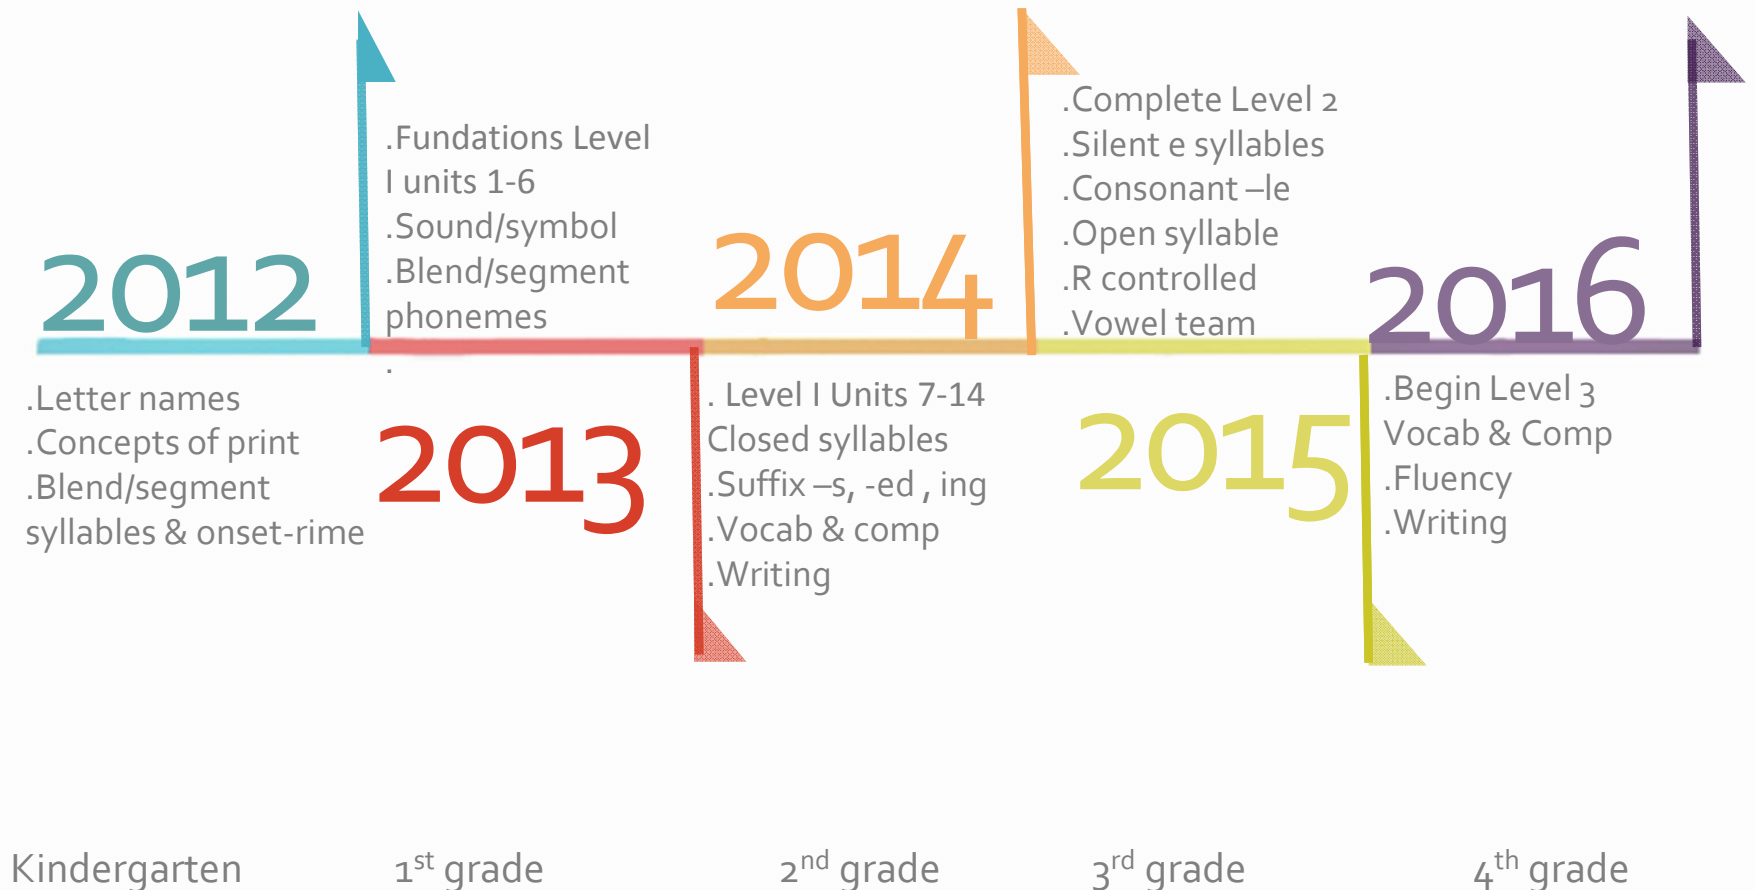 2012
.Letter names
.Concepts of print
.Blend/segment
syllables & onset-rime
.Fundations Level
I units 1-6
.Sound/symbol
.Blend/segment
phonemes
.
2013
2014
. Level I Units 7-14
Closed syllables
.Suffix –s, -ed , ing
.Vocab & comp
.Writing
.Complete Level 2
.Silent e syllables
.Consonant –le
.Open syllable
.R controlled
.Vowel team
2015
2016
.Begin Level 3
Vocab & Comp
.Fluency
.Writing
Kindergarten
1st grade
2nd grade
3rd grade
4th grade